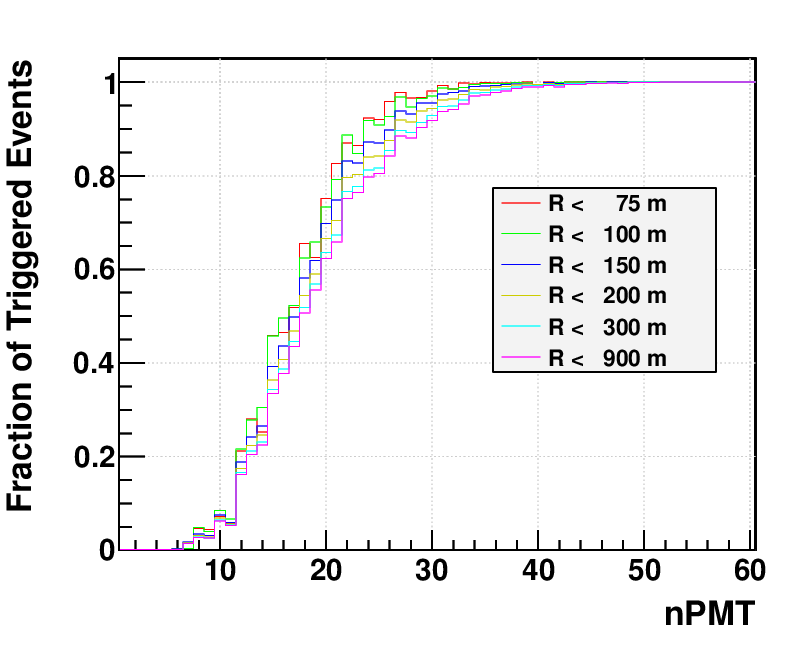 Fraction of Triggered Events
1
0.8
0.6
0.4
0.2
0
10 20 30 40 50 60
nPMT
R < 75 m
R < 100 m
R < 150 m
R < 200 m
R < 300 m
R < 900 m